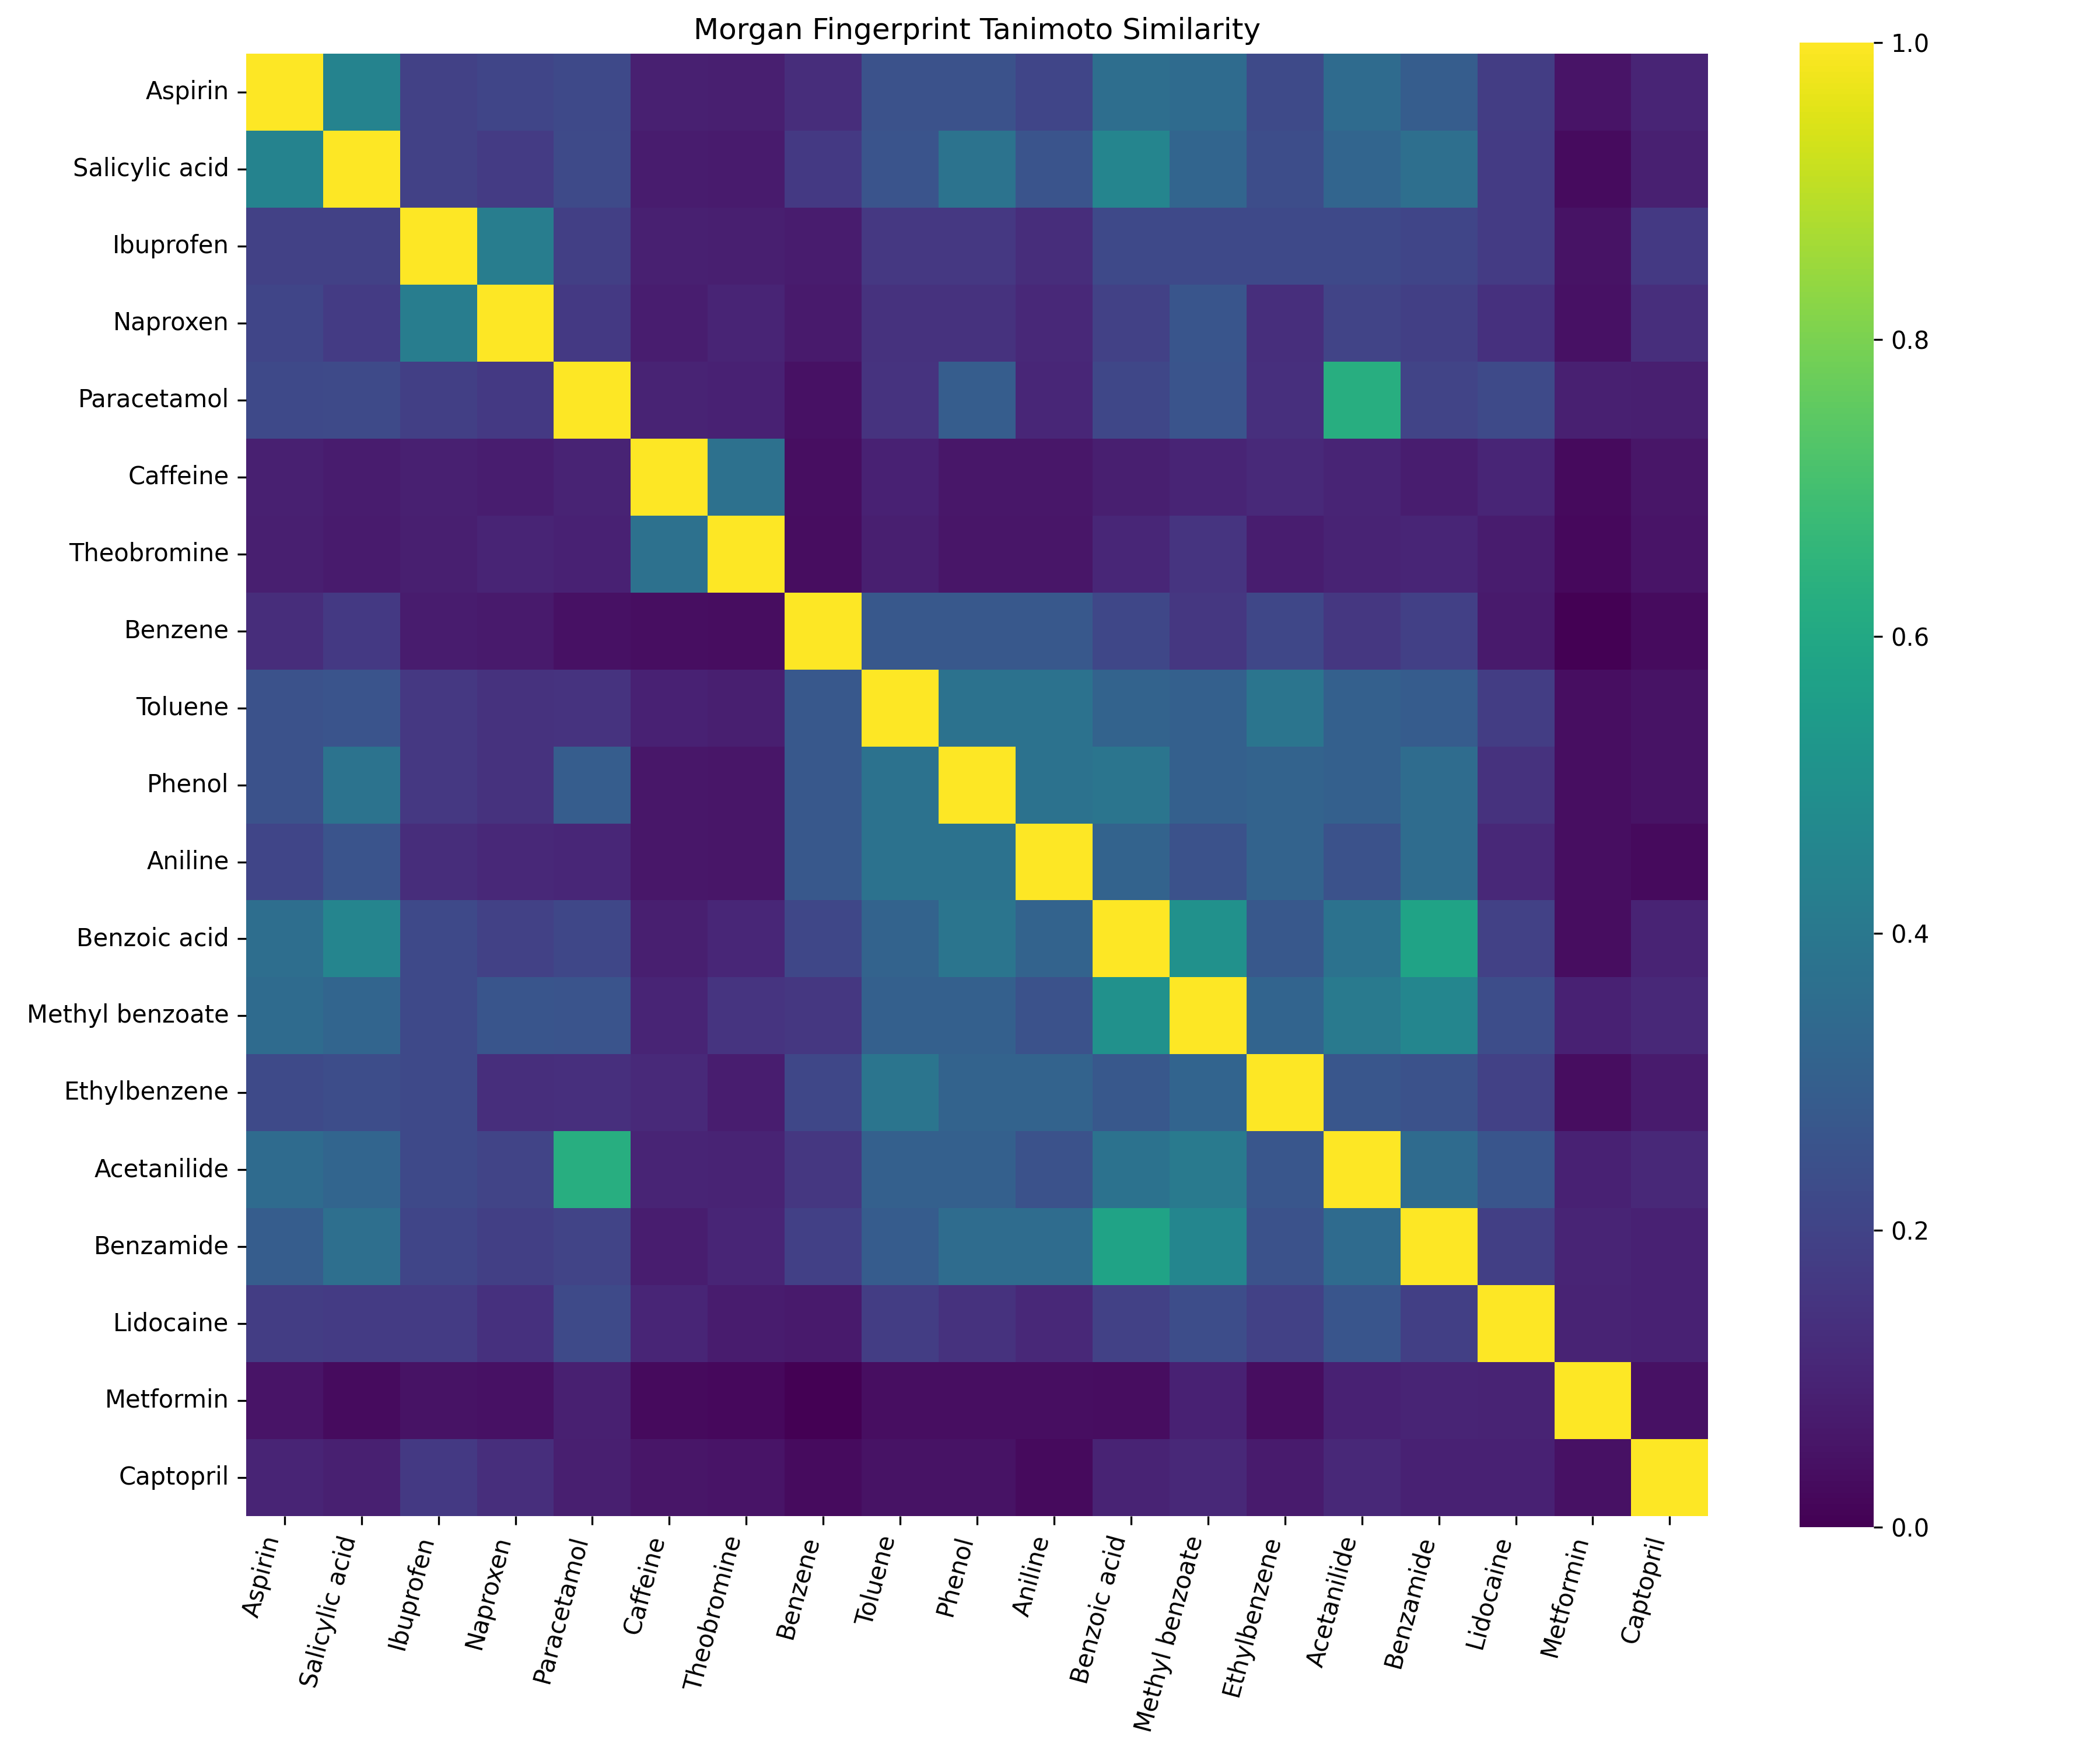 Morgan Fingerprint Tanimoto Similarity
Aspirin
Salicylic acid
Ibuprofen
Naproxen
Paracetamol
Caffeine
Theobromine
Benzene
Toluene
Phenol
Aniline
Benzoic acid
Methyl benzoate
Ethylbenzene
Acetanilide
Benzamide
Lidocaine
Metformin
Captopril
Aspirin
Salicylic acid
Ibuprofen
Naproxen
Paracetamol
Caffeine
Theobromine
Benzene
Toluene
Phenol
Aniline
Benzoic acid
Methyl benzoate
Ethylbenzene
Acetanilide
Benzamide
Lidocaine
Metformin
Captopril
1.0
0.8
0.6
0.4
0.2
0.0